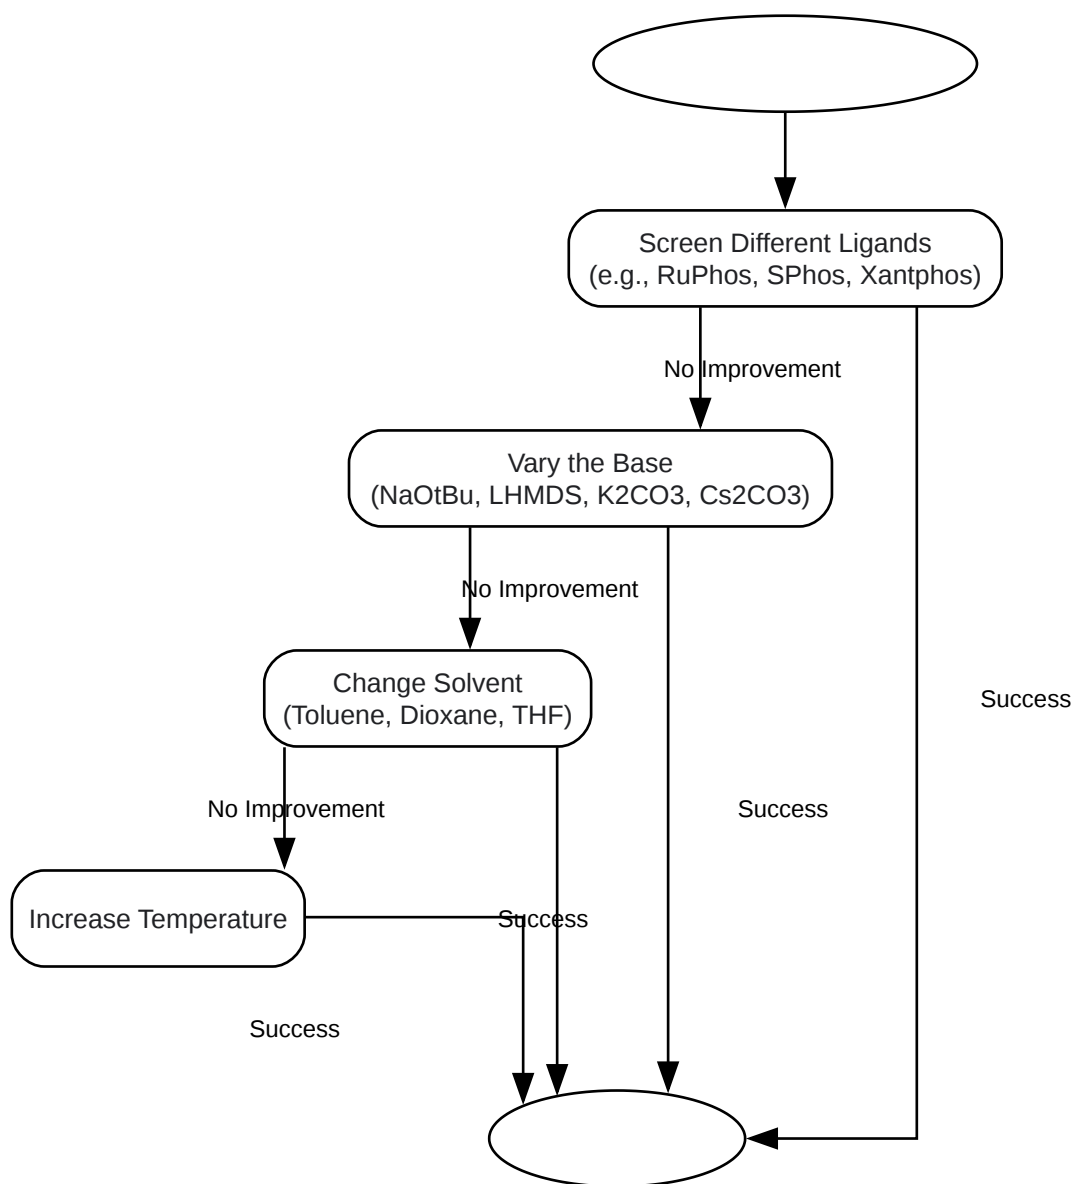 Screen Different Ligands
(e.g., RuPhos, SPhos, Xantphos)
No Improvement
Vary the Base
(NaOtBu, LHMDS, K2CO3, Cs2CO3)
No Improvement
Success
Change Solvent
(Toluene, Dioxane, THF)
No Improvement
Success
Increase Temperature
Success
Success